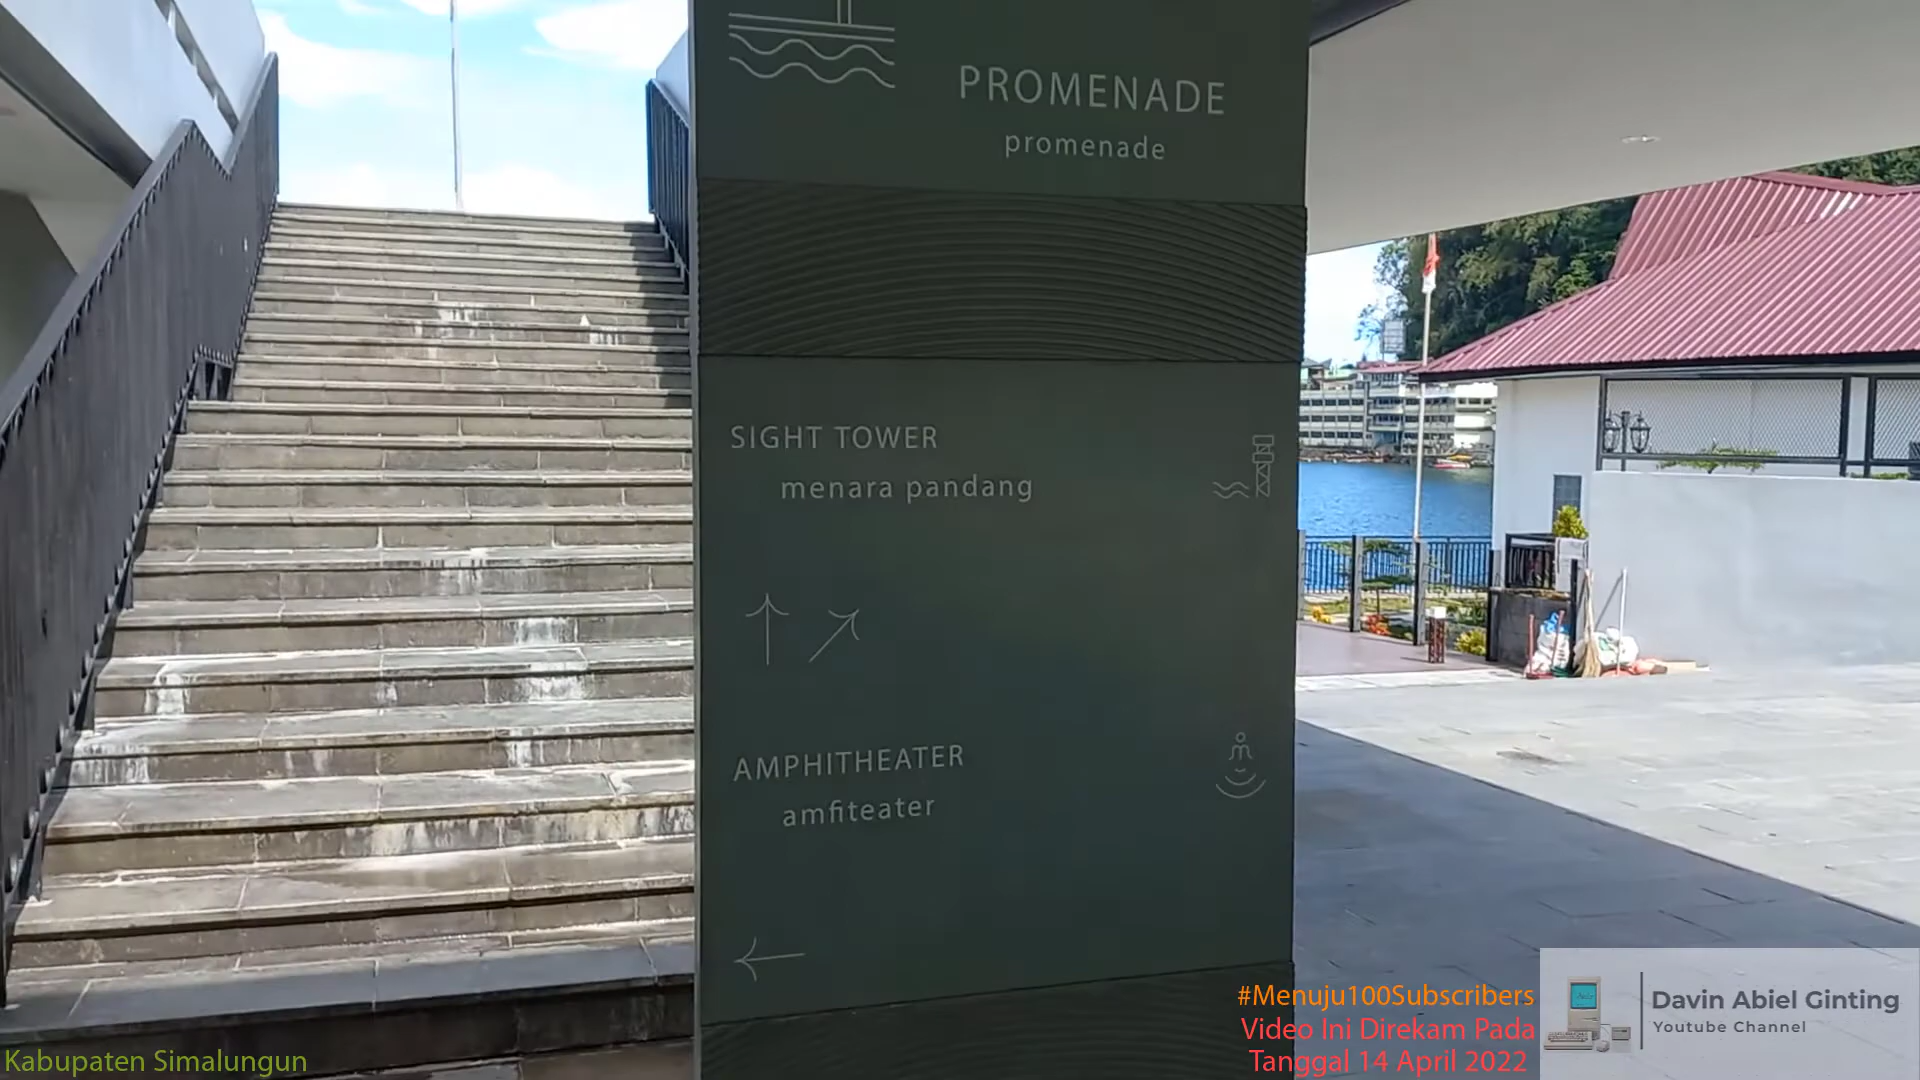 PROMENADE
promenade
SIGHT TOWER
menara pandang
AMPHITHEATER
amfiteater
#Menuju100Subscribers
Video Ini Direkam Pada
Tanggal 14 April 2022
Davin Abiel Ginting
Youtube Channel
Kabupaten Simalungun